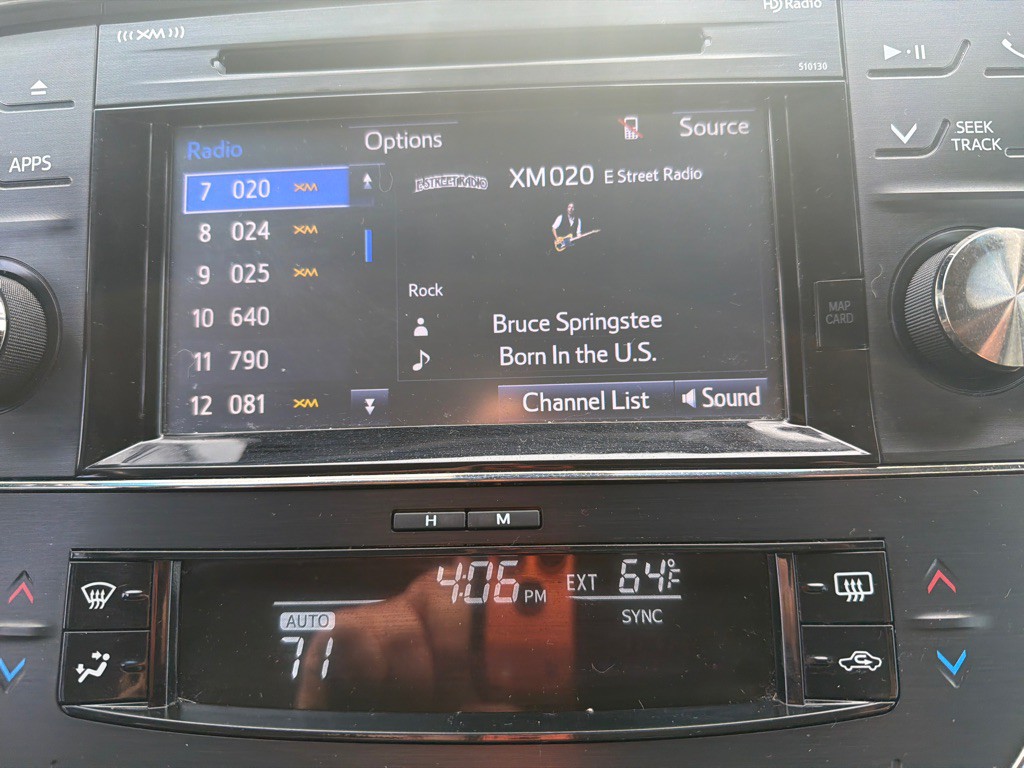 XM
HD Radio
510130
APPS
Radio
Options
Source
7 020 XM
8 024 XM
9 025 XM
10 640
11 790
12 081 XM
E STREET RADIO
XM020 E Street Radio
Rock
Bruce Springstee
Born In the U.S.
Channel List
Sound
SEEK
TRACK
MAP
CARD
H M
4:06 PM
EXT 64°F
SYNC
AUTO
71